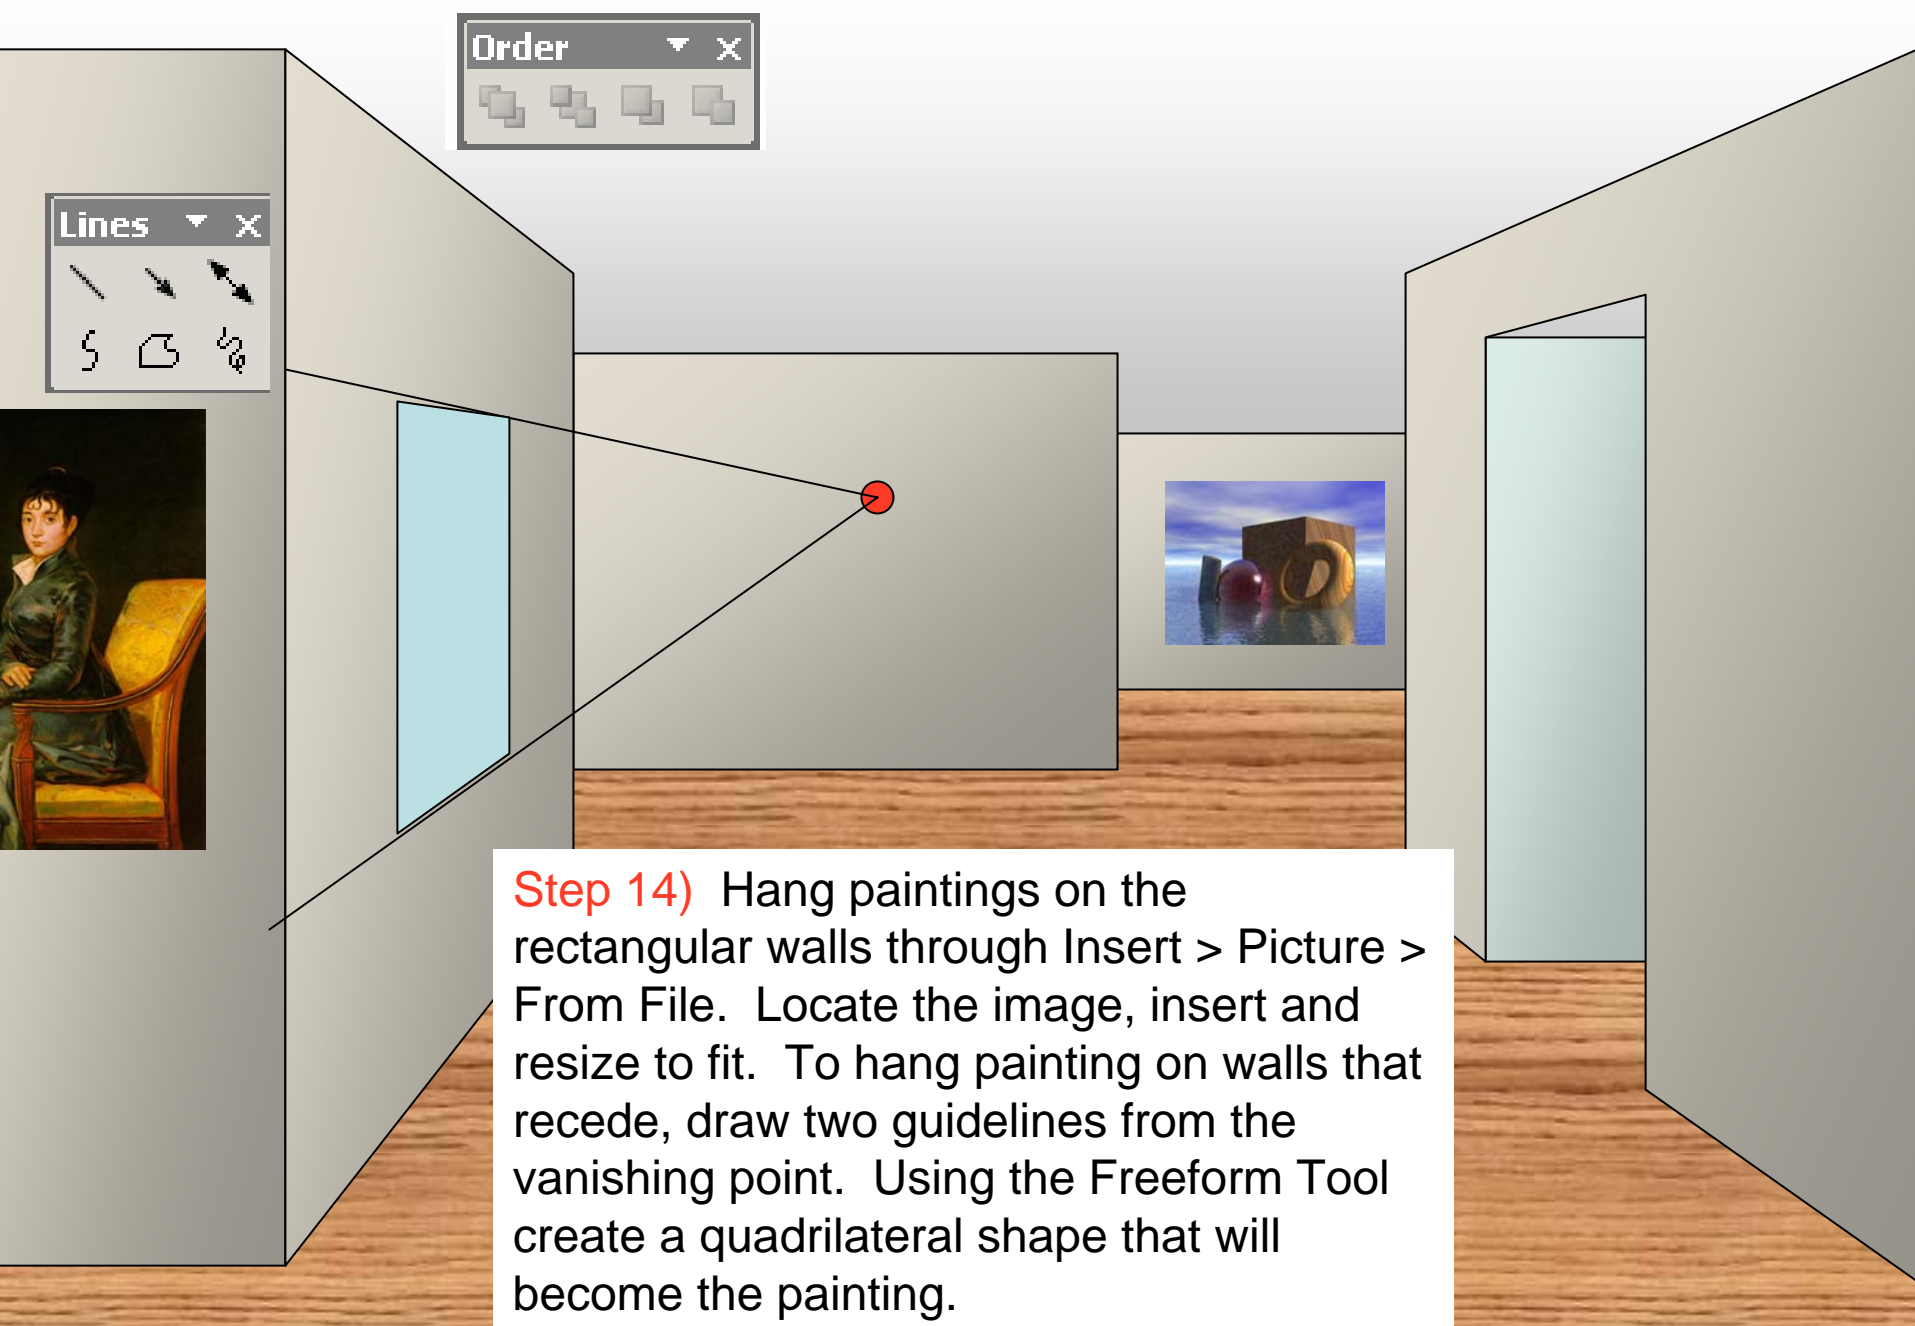 Order
Lines
Step 14)  Hang paintings on the
rectangular walls through Insert > Picture >
From File.  Locate the image, insert and
resize to fit.  To hang painting on walls that
recede, draw two guidelines from the
vanishing point.  Using the Freeform Tool
create a quadrilateral shape that will
become the painting.